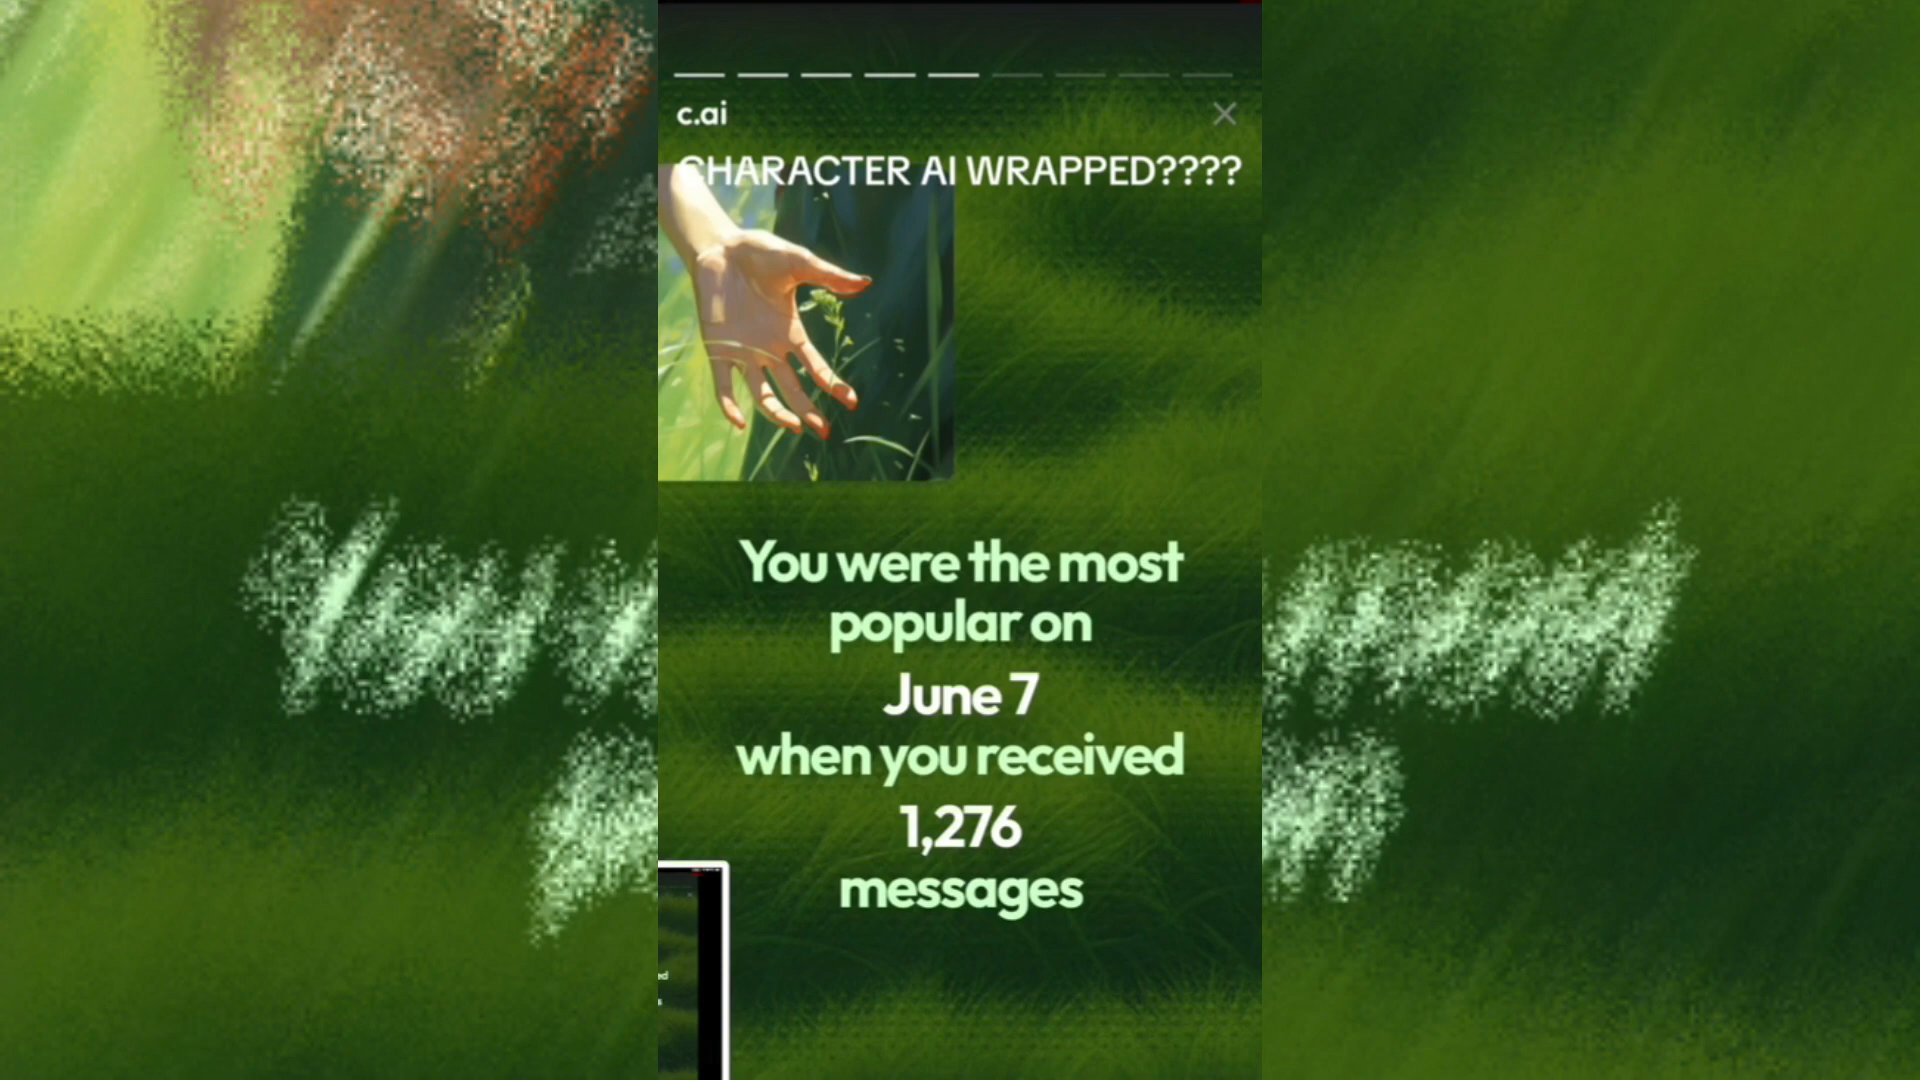 c.ai
CHARACTER AI WRAPPED????
You were the most
popular on
June 7
when you received
1,276
messages